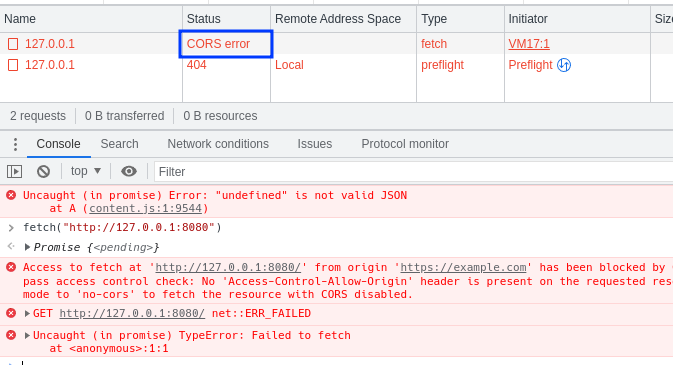 Name Status Remote Address Space Type Initiator Size
127.0.0.1 CORS error fetch VM17:1
127.0.0.1 404 Local preflight Preflight
2 requests 0 B transferred 0 B resources
Console Search Network conditions Issues Protocol monitor
top Filter
Uncaught (in promise) Error: "undefined" is not valid JSON
at A (content.js:1:9544)
fetch("http://127.0.0.1:8080")
Promise {<pending>}
Access to fetch at 'http://127.0.0.1:8080/' from origin 'https://example.com' has been blocked by
pass access control check: No 'Access-Control-Allow-Origin' header is present on the requested
mode to 'no-cors' to fetch the resource with CORS disabled.
GET http://127.0.0.1:8080/ net::ERR_FAILED
Uncaught (in promise) TypeError: Failed to fetch
at <anonymous>:1:1